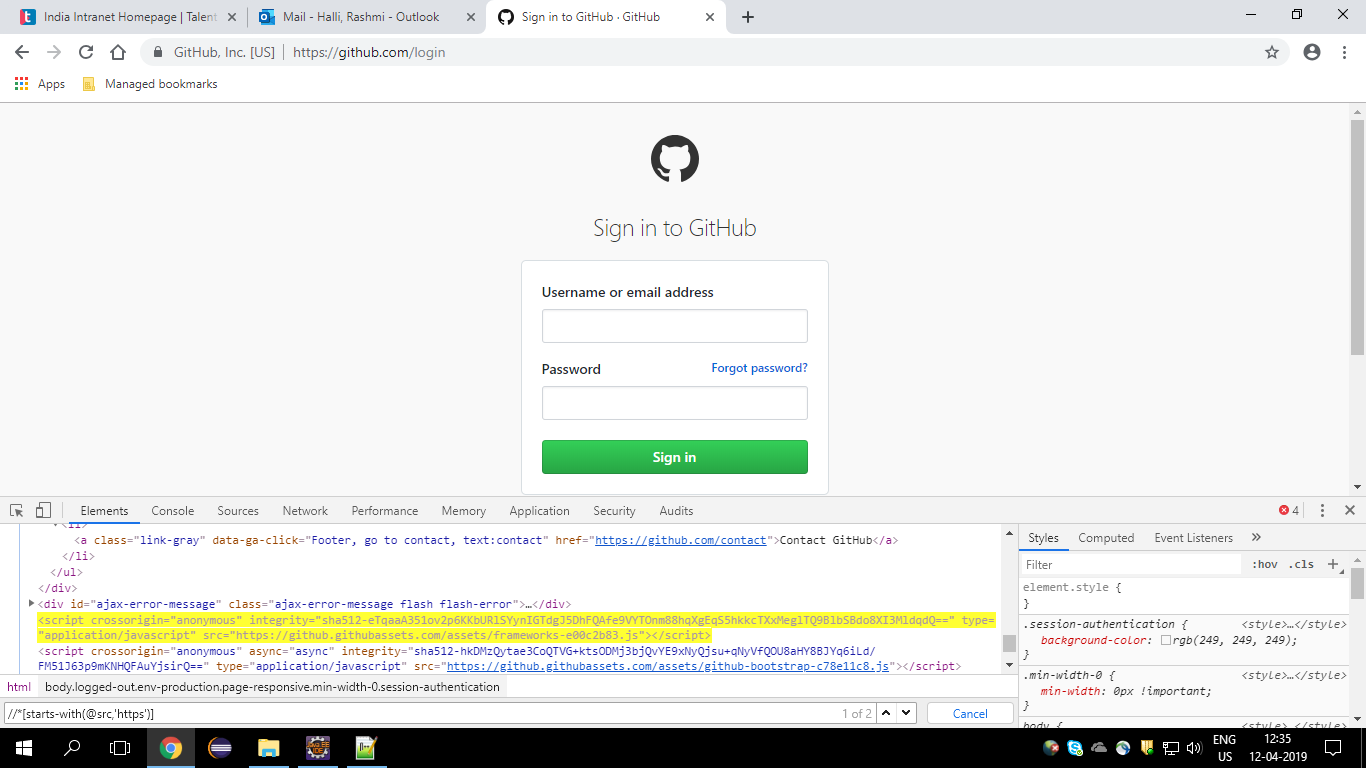 India Intranet Homepage | Talent
Mail - Halli, Rashmi - Outlook
Sign in to GitHub · GitHub
GitHub, Inc. [US]
https://github.com/login
Apps
Managed bookmarks
Sign in to GitHub
Username or email address
Password
Forgot password?
Sign in
Elements Console Sources Network Performance Memory Application Security Audits
4
<a class="link-gray" data-ga-click="Footer, go to contact, text:contact" href="https://github.com/contact">Contact GitHub</a>
</li>
</ul>
</div>
<div id="ajax-error-message" class="ajax-error-message flash flash-error">…</div>
<script crossorigin="anonymous" type=
"application/javascript" src="https://github.githubassets.com/assets/frameworks-e00c2b83.js"></script>
<script crossorigin="anonymous" async="async"
type="application/javascript" src="https://github.githubassets.com/assets/github-bootstrap-c78e11c8.js"></script>
html
body.logged-out.env-production.page-responsive.min-width-0.session-authentication
//*[starts-with(@src,'https')]
1 of 2
Cancel
Styles Computed Event Listeners »
Filter
:hov .cls +
element.style {
}
.session-authentication { <style>…</style>
background-color: rgb(249, 249, 249);
}
.min-width-0 { <style>…</style>
min-width: 0px !important;
}
body { <style>…</style>
ENG
US
12:35
12-04-2019